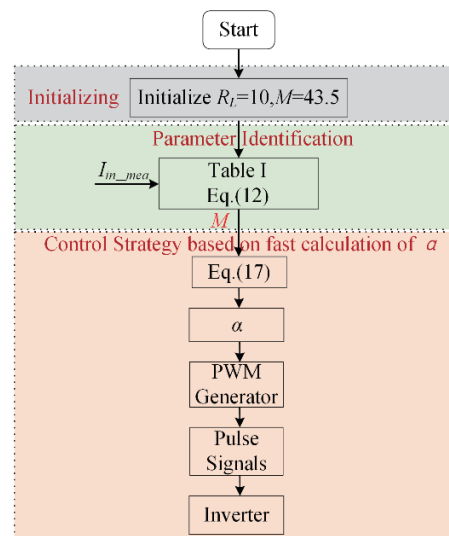 Start
Initializing
Initialize R_L=10,M=43.5
Parameter Identification
I_in_mea
Table I
Eq.(12)
M
Control Strategy based on fast calculation of α
Eq.(17)
α
PWM
Generator
Pulse
Signals
Inverter